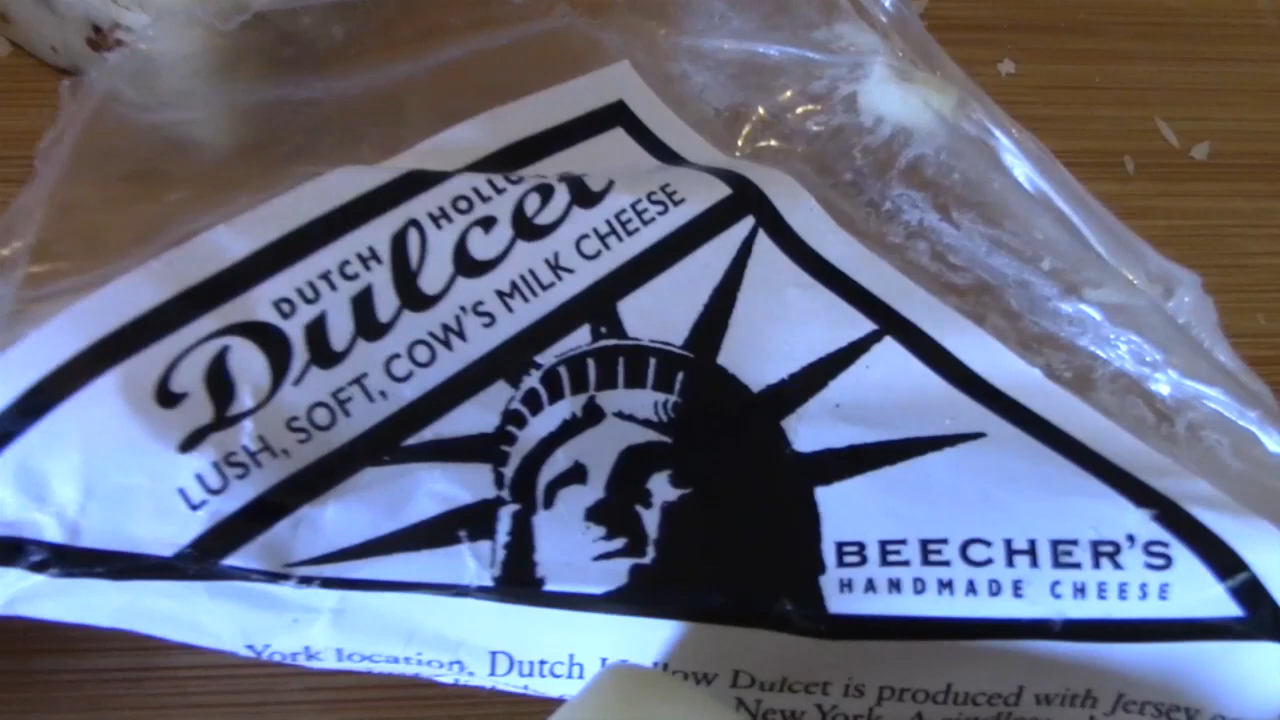 DUTCH
Dulcet
LUSH, SOFT, COW'S MILK CHEESE
BEECHER'S
HANDMADE CHEESE
York location. Dutch Dulcet is produced with Jersey
New York.